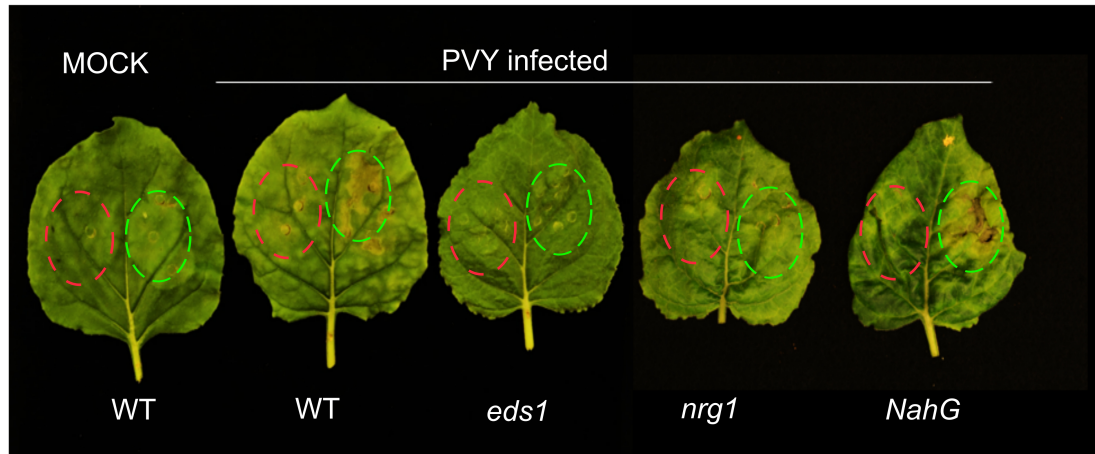 MOCK
PVY infected
WT
WT
eds1
nrg1
NahG